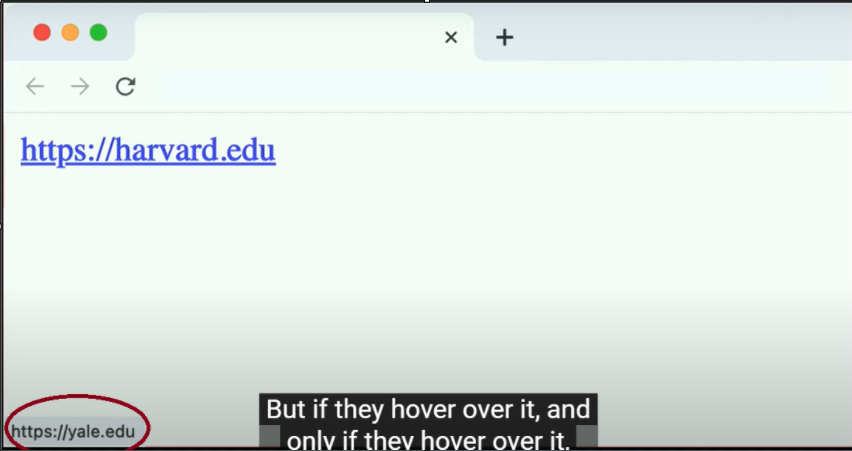 https://harvard.edu
But if they hover over it, and
only if they hover over it,
https://yale.edu